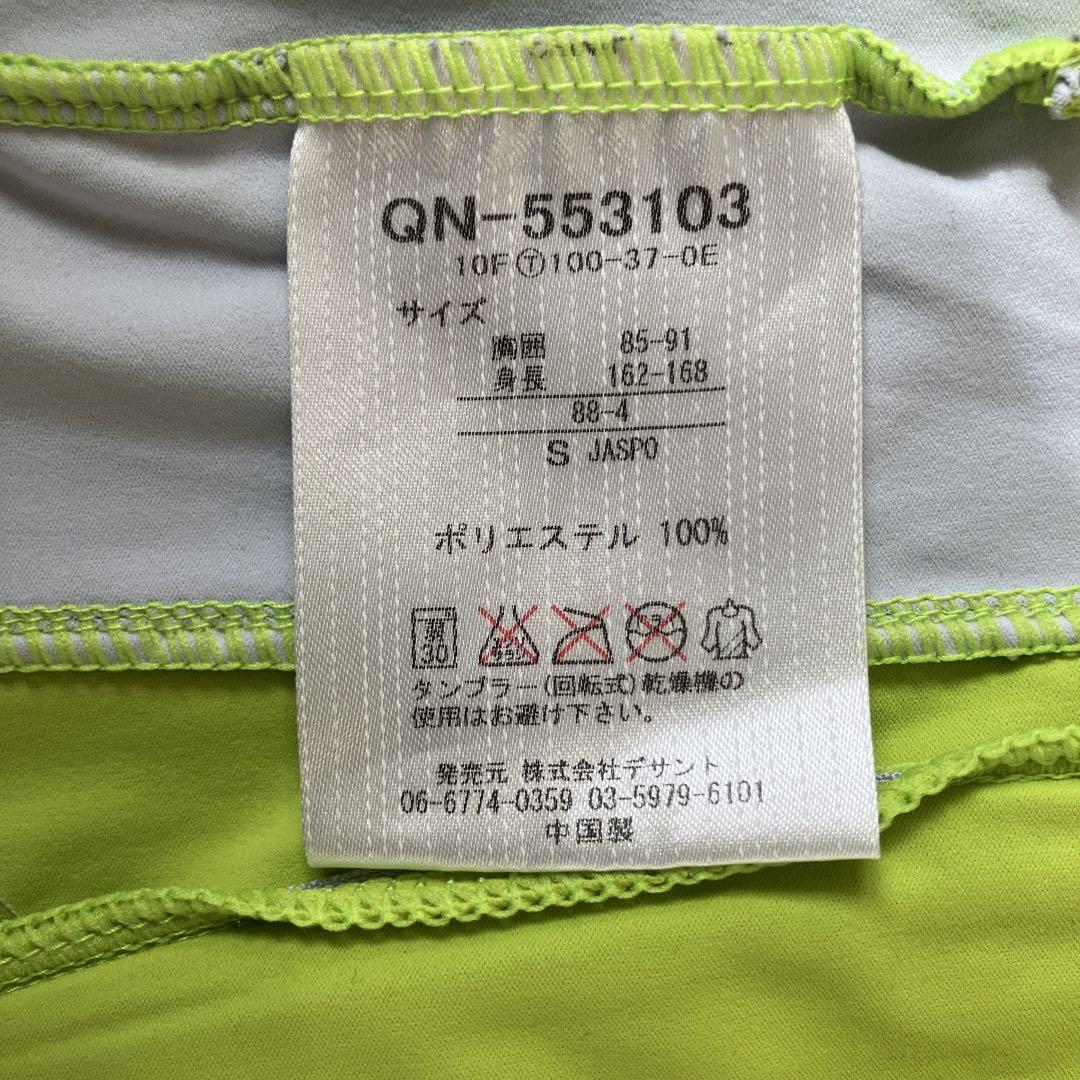 QN-553103
10FⓉ100-37-0E
サイズ
胸囲 85-91
身長 162-168
88-4
S JASPO
ポリエステル 100%
30
タンブラー(回転式)乾燥機の
使用はお避け下さい。
発売元 株式会社デサント
06-6774-0359 03-5979-6101
中国製